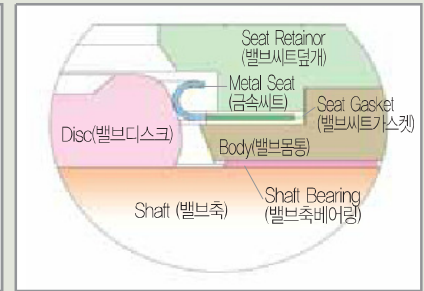 Seat Retainor
(밸브씨트덮개)
Metal Seat
(금속씨트)
Seat Gasket
(밸브씨트가스켓)
Disc(밸브디스크)
Body(밸브몸통)
Shaft Bearing
(밸브축베어링)
Shaft (밸브축)